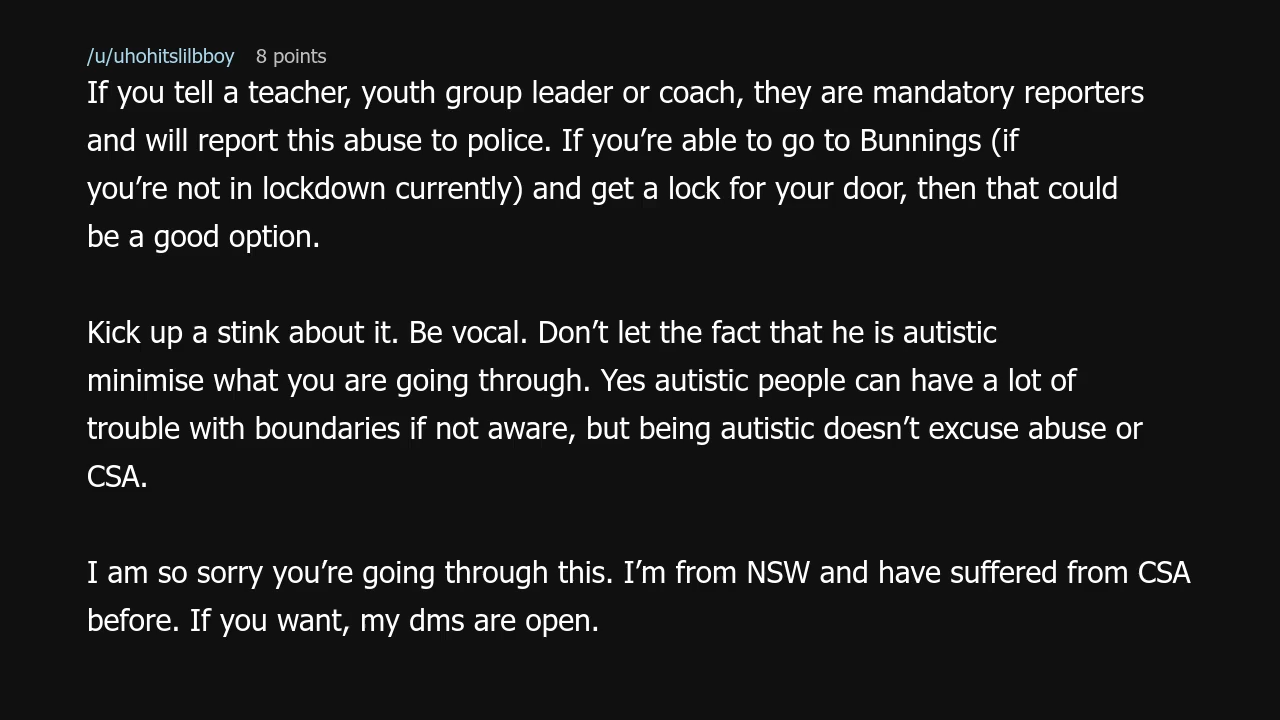 /u/uhohitslilbboy 8 points
If you tell a teacher, youth group leader or coach, they are mandatory reporters
and will report this abuse to police. If you’re able to go to Bunnings (if
you’re not in lockdown currently) and get a lock for your door, then that could
be a good option.
Kick up a stink about it. Be vocal. Don’t let the fact that he is autistic
minimise what you are going through. Yes autistic people can have a lot of
trouble with boundaries if not aware, but being autistic doesn’t excuse abuse or
CSA.
I am so sorry you’re going through this. I’m from NSW and have suffered from CSA
before. If you want, my dms are open.